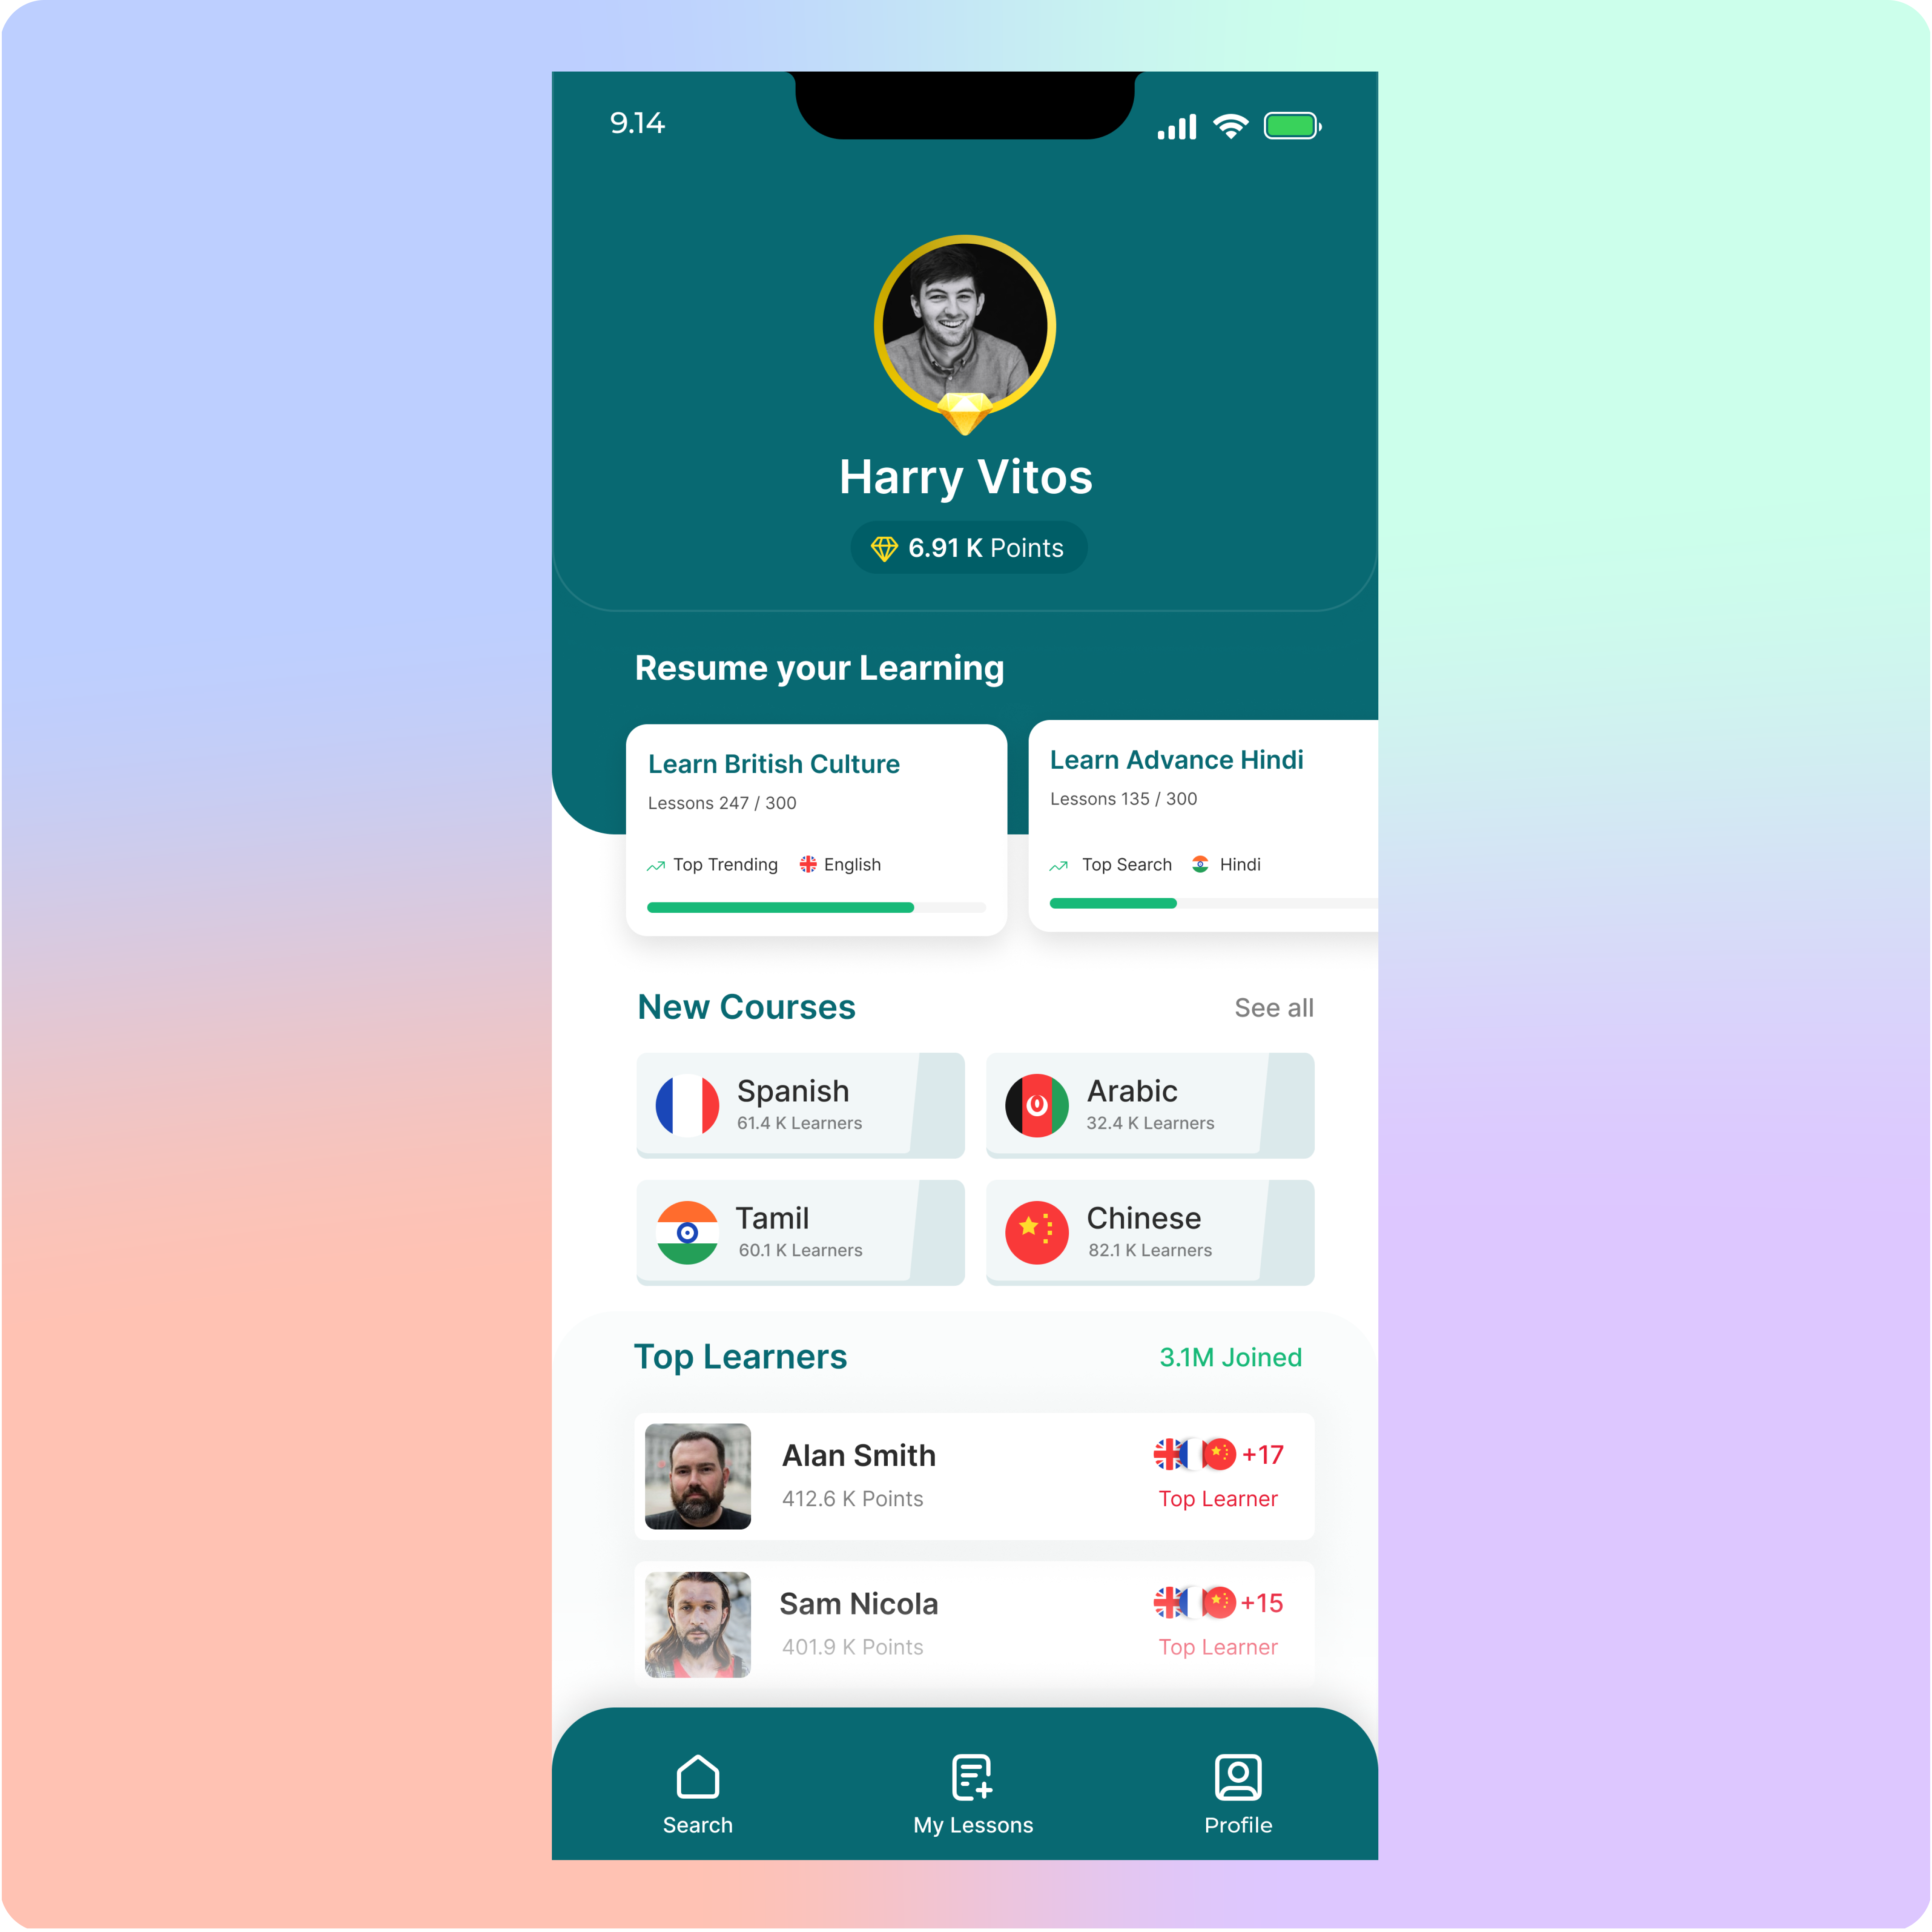 9.14
Harry Vitos
6.91 K Points
Resume your Learning
Learn British Culture
Lessons 247 / 300
Top Trending English
Learn Advance Hindi
Lessons 135 / 300
Top Search Hindi
New Courses See all
Spanish
61.4 K Learners
Arabic
32.4 K Learners
Tamil
60.1 K Learners
Chinese
82.1 K Learners
Top Learners 3.1M Joined
Alan Smith
412.6 K Points
+17
Top Learner
Sam Nicola
401.9 K Points
+15
Top Learner
Search My Lessons Profile